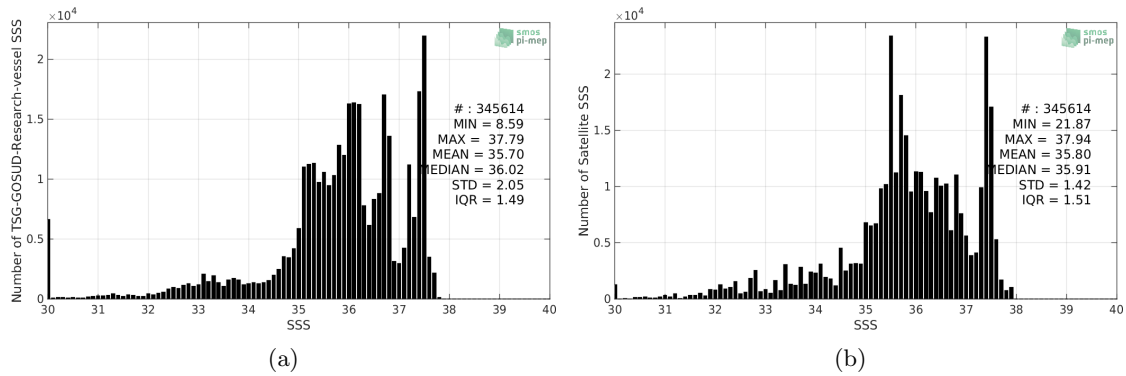 ×10⁴
Number of TSG-GOSUD-Research-vessel SSS
2
1.5
1
0.5
0
30 31 32 33 34 35 36 37 38 39 40
SSS
smos
pi-mep
# : 345614
MIN = 8.59
MAX = 37.79
MEAN = 35.70
MEDIAN = 36.02
STD = 2.05
IQR = 1.49
(a)
×10⁴
Number of Satellite SSS
2
1.5
1
0.5
0
30 31 32 33 34 35 36 37 38 39 40
SSS
smos
pi-mep
# : 345614
MIN = 21.87
MAX = 37.94
MEAN = 35.80
MEDIAN = 35.91
STD = 1.42
IQR = 1.51
(b)